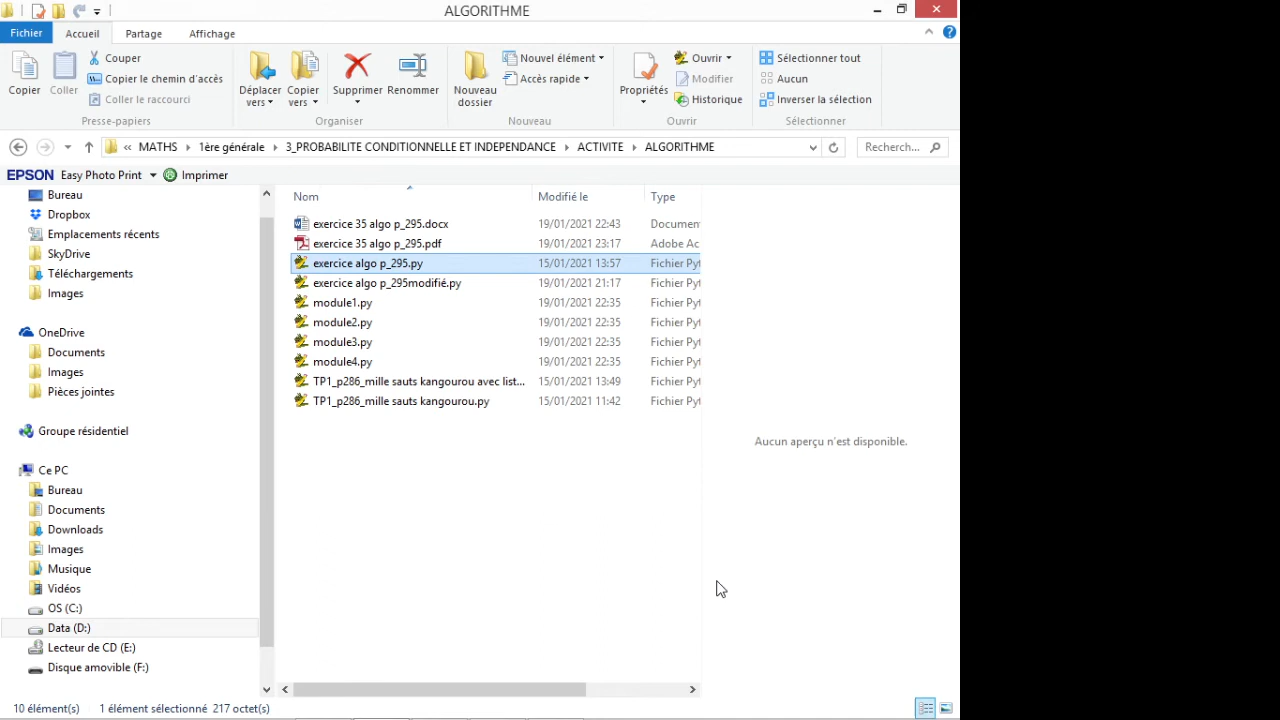 ALGORITHME
Fichier Accueil Partage Affichage
Copier
Coller
Couper
Copier le chemin d'accès
Coller le raccourci
Presse-papiers
Déplacer vers
Copier vers
Supprimer
Renommer
Organiser
Nouveau dossier
Nouvel élément
Accès rapide
Nouveau
Propriétés
Ouvrir
Modifier
Historique
Ouvrir
Sélectionner tout
Aucun
Inverser la sélection
Sélectionner
« MATHS 1ère générale 3_PROBABILITE CONDITIONNELLE ET INDEPENDANCE ACTIVITE ALGORITHME Recherch...
EPSON Easy Photo Print Imprimer
Bureau
Dropbox
Emplacements récents
SkyDrive
Téléchargements
Images
OneDrive
Documents
Images
Pièces jointes
Groupe résidentiel
Ce PC
Bureau
Documents
Downloads
Images
Musique
Vidéos
OS (C:)
Data (D:)
Lecteur de CD (E:)
Disque amovible (F:)
Nom Modifié le Type
exercice 35 algo p_295.docx 19/01/2021 22:43 Documen
exercice 35 algo p_295.pdf 19/01/2021 23:17 Adobe Ac
exercice algo p_295.py 15/01/2021 13:57 Fichier Pyt
exercice algo p_295modifié.py 19/01/2021 21:17 Fichier Pyt
module1.py 19/01/2021 22:35 Fichier Pyt
module2.py 19/01/2021 22:35 Fichier Pyt
module3.py 19/01/2021 22:35 Fichier Pyt
module4.py 19/01/2021 22:35 Fichier Pyt
TP1_p286_mille sauts kangourou avec list... 15/01/2021 13:49 Fichier Pyt
TP1_p286_mille sauts kangourou.py 15/01/2021 11:42 Fichier Pyt
Aucun aperçu n'est disponible.
10 élément(s) 1 élément sélectionné 217 octet(s)